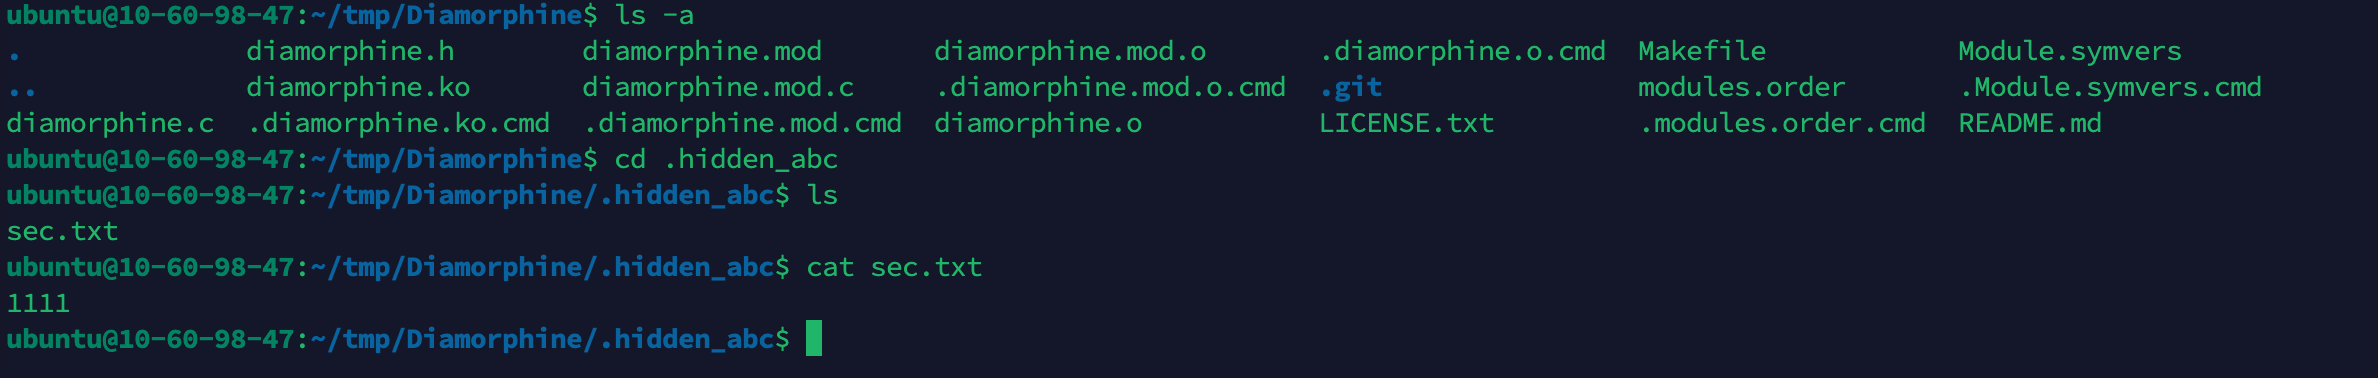 ubuntu@10-60-98-47:~/tmp/Diamorphine$ ls -a
. diamorphine.h diamorphine.mod diamorphine.mod.o .diamorphine.o.cmd Makefile Module.symvers
.. diamorphine.ko diamorphine.mod.c .diamorphine.mod.o.cmd .git modules.order .Module.symvers.cmd
diamorphine.c .diamorphine.ko.cmd .diamorphine.mod.cmd diamorphine.o LICENSE.txt .modules.order.cmd README.md
ubuntu@10-60-98-47:~/tmp/Diamorphine$ cd .hidden_abc
ubuntu@10-60-98-47:~/tmp/Diamorphine/.hidden_abc$ ls
sec.txt
ubuntu@10-60-98-47:~/tmp/Diamorphine/.hidden_abc$ cat sec.txt
1111
ubuntu@10-60-98-47:~/tmp/Diamorphine/.hidden_abc$